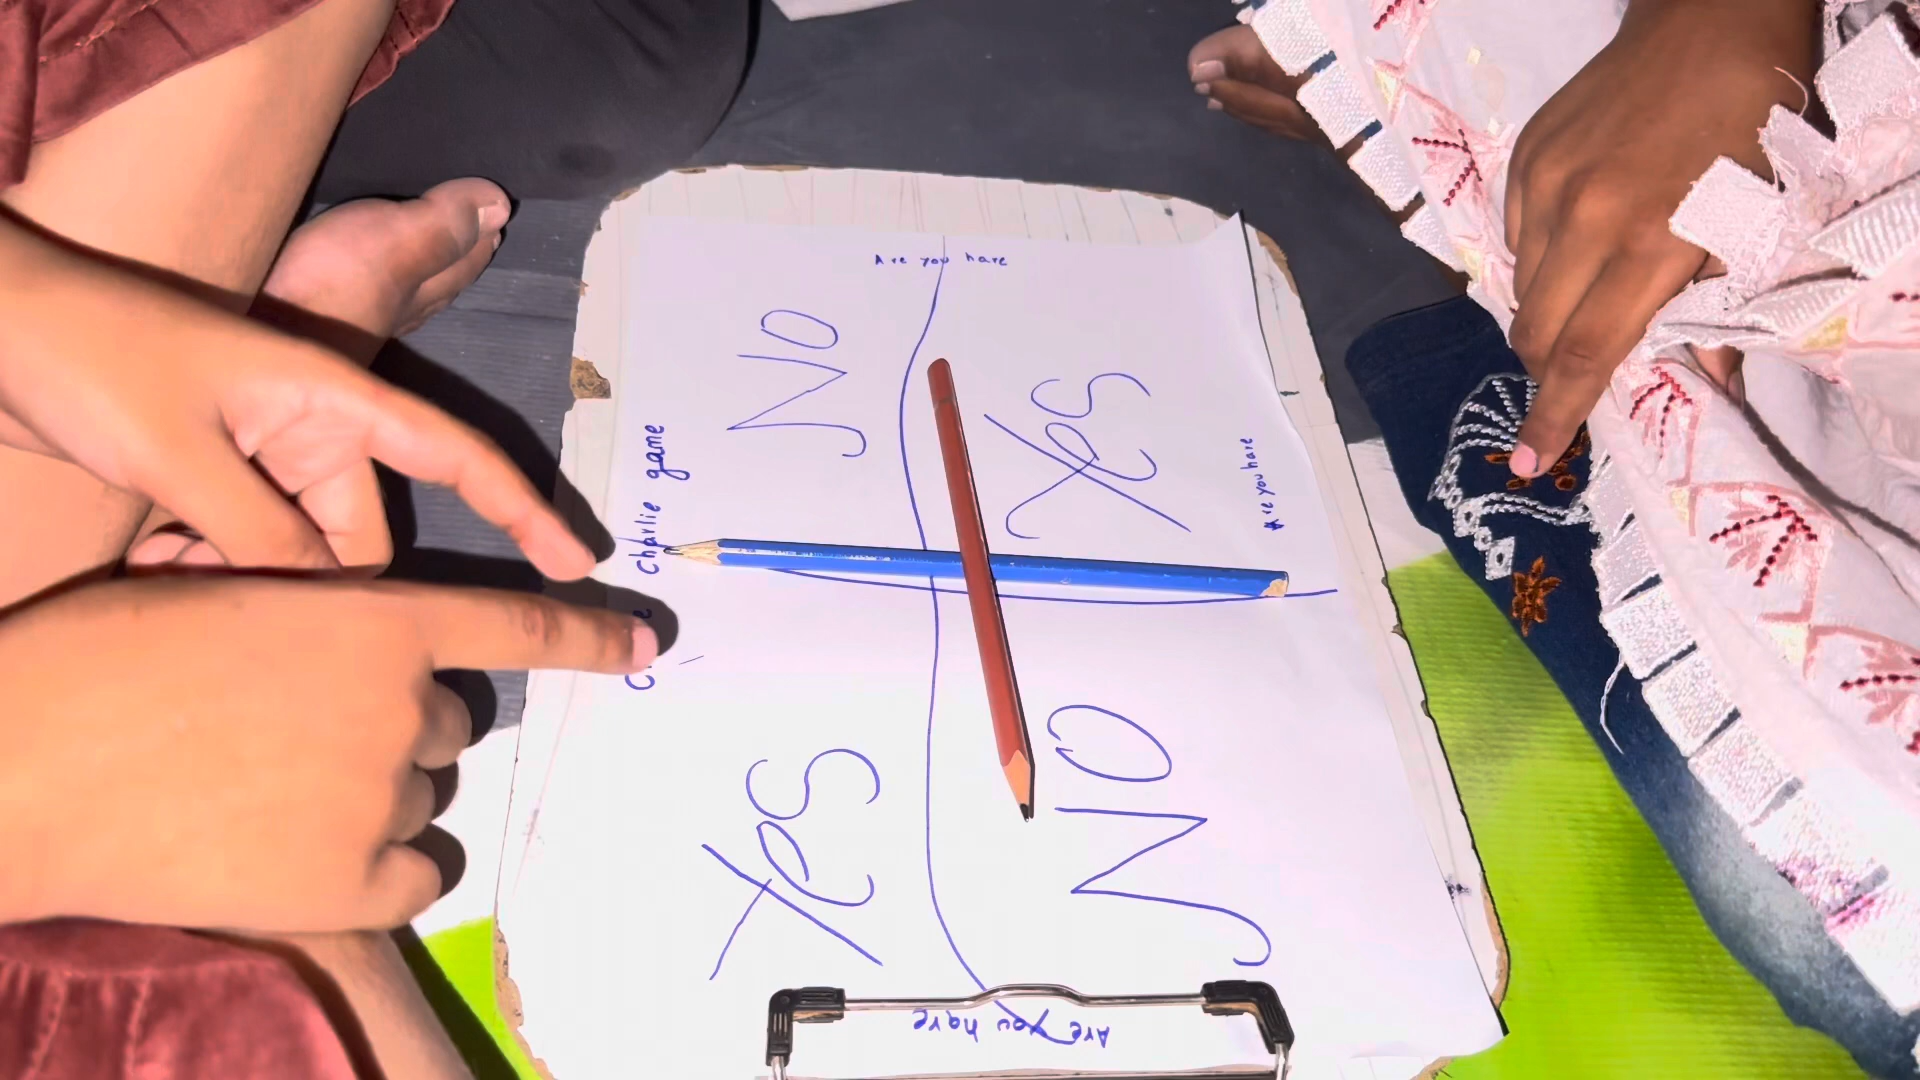 Are you hare
No
Yes
Charlie game
Are you hare
Yes
No
Are you hare